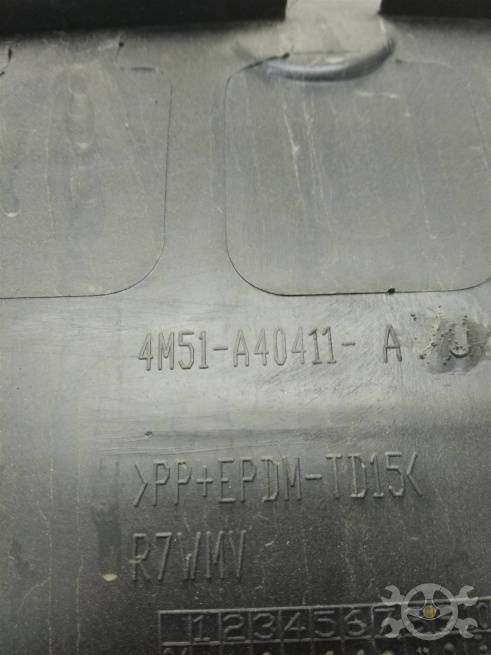 4M51-A40411- A
>PP+EPDM-TD15<
R7WMV
1234567